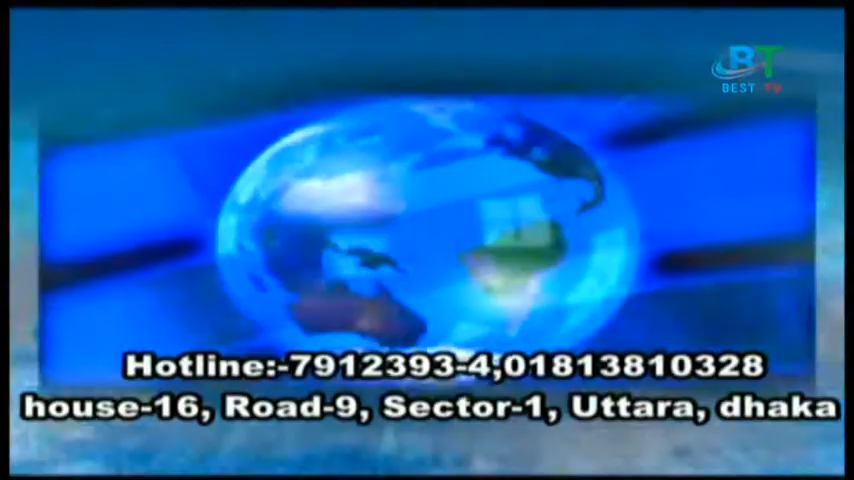 BT
BEST TV
Hotline:-7912393-4,01813810328
house-16, Road-9, Sector-1, Uttara, dhaka